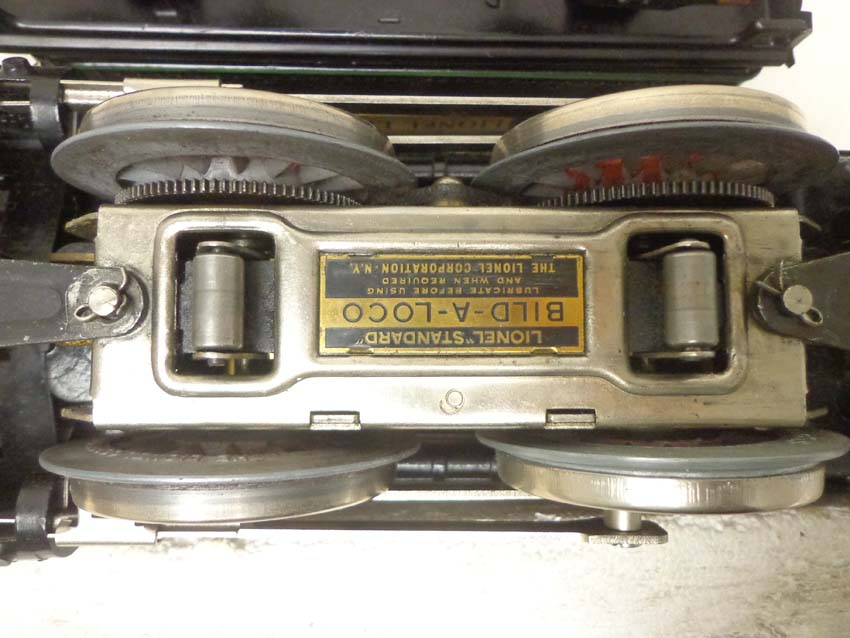 LIONEL "STANDARD"
BILD-A-LOCO
LUBRICATE BEFORE USING
AND WHEN REQUIRED
THE LIONEL CORPORATION · N.Y.